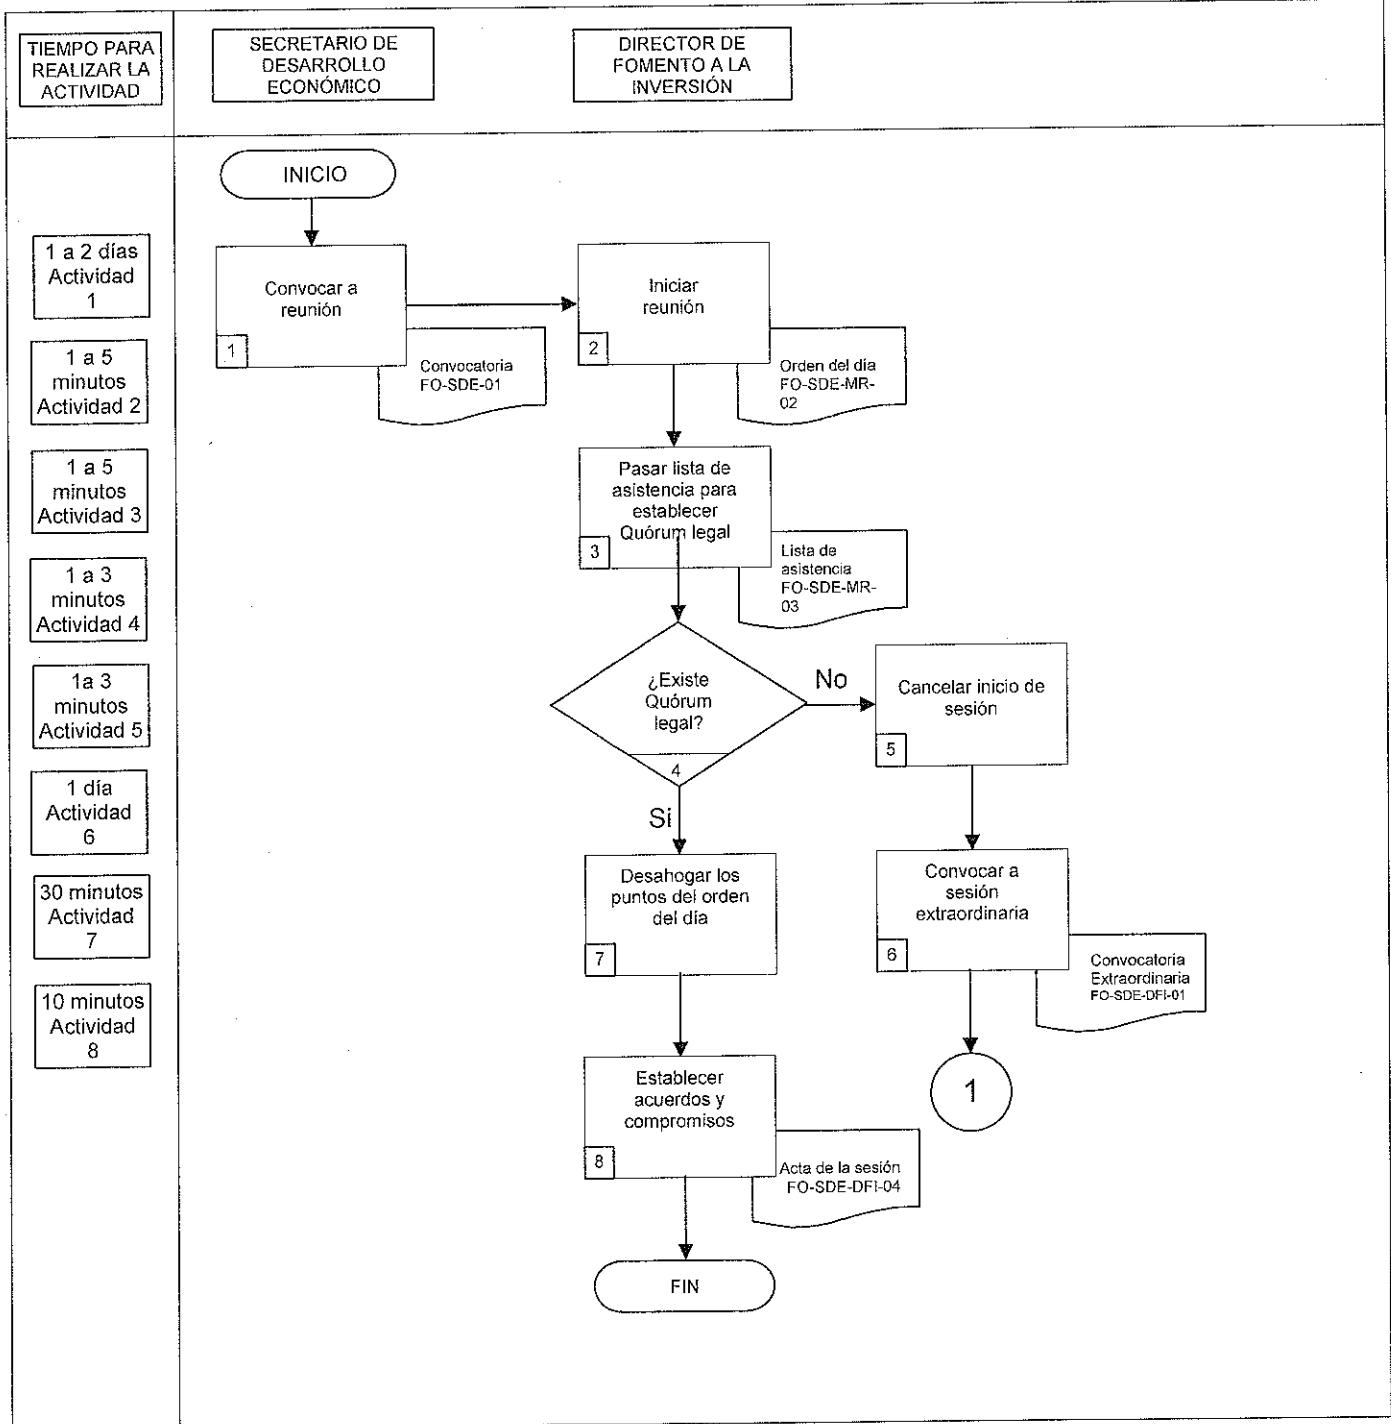 TIEMPO PARA
REALIZAR LA
ACTIVIDAD
SECRETARIO DE
DESARROLLO
ECONÓMICO
DIRECTOR DE
FOMENTO A LA
INVERSIÓN
INICIO
1 a 2 días
Actividad
1
Convocar a
reunión
1
Convocatoria
FO-SDE-01
Iniciar
reunión
2
Orden del día
FO-SDE-MR-
02
1 a 5
minutos
Actividad 2
1 a 5
minutos
Actividad 3
Pasar lista de
asistencia para
establecer
Quórum legal
3
Lista de
asistencia
FO-SDE-MR-
03
1 a 3
minutos
Actividad 4
¿Existe
Quórum
legal?
4
No
Si
1a 3
minutos
Actividad 5
Cancelar inicio de
sesión
5
1 día
Actividad
6
Convocar a
sesión
extraordinaria
6
Convocatoria
Extraordinaria
FO-SDE-DFI-01
1
30 minutos
Actividad
7
Desahogar los
puntos del orden
del día
7
10 minutos
Actividad
8
Establecer
acuerdos y
compromisos
8
Acta de la sesión
FO-SDE-DFI-04
FIN